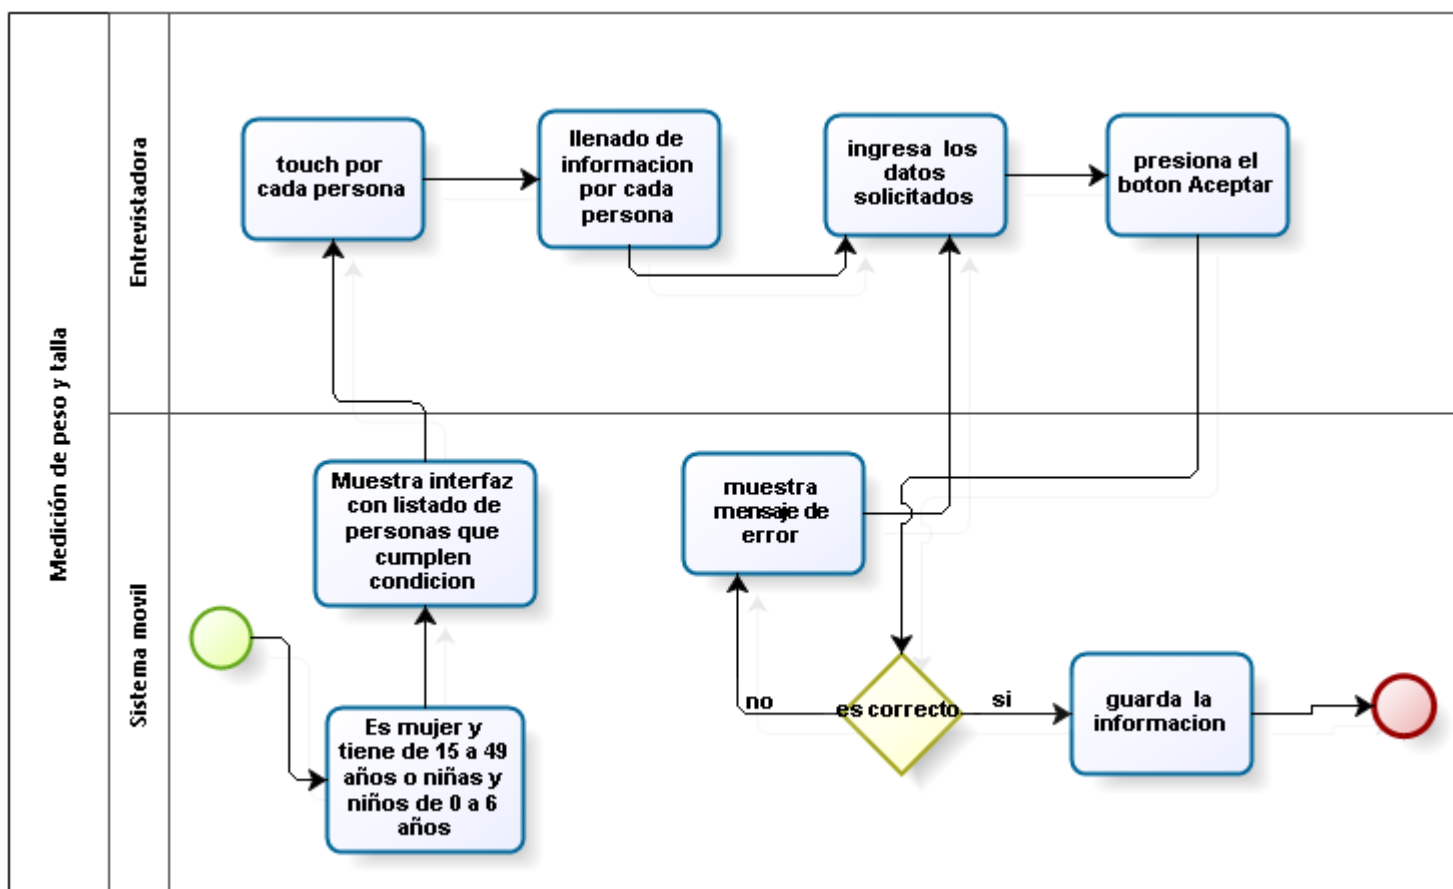 Medición de peso y talla
Entrevistadora
touch por
cada persona
llenado de
informacion
por cada
persona
ingresa los
datos
solicitados
presiona el
boton Aceptar
Sistema movil
Muestra interfaz
con listado de
personas que
cumplen
condicion
muestra
mensaje de
error
Es mujer y
tiene de 15 a 49
años o niñas y
niños de 0 a 6
años
no
es correcto
si
guarda la
informacion